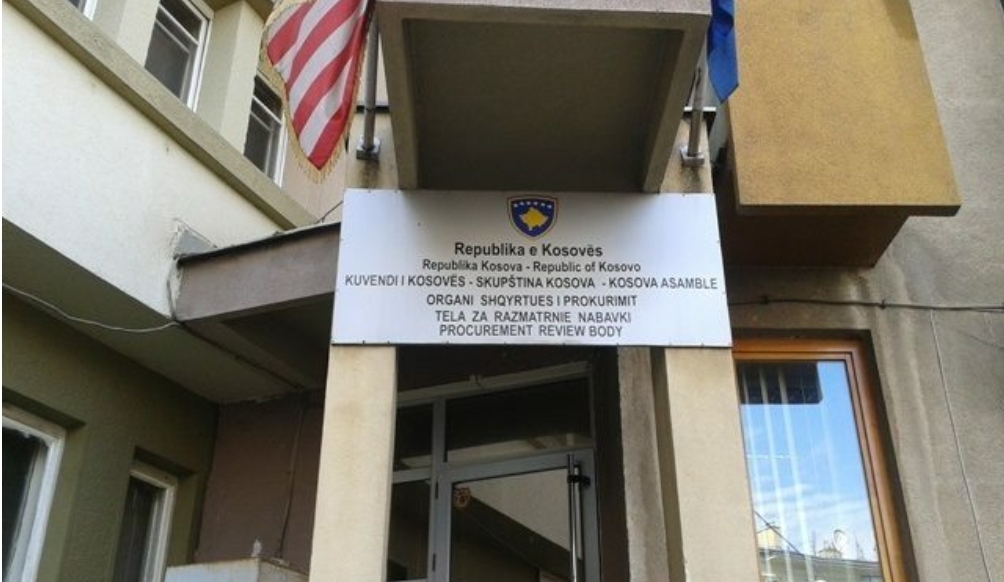 Republika e Kosovës
Republika Kosova - Republic of Kosovo
KUVENDI I KOSOVËS - SKUPŠTINA KOSOVA - KOSOVA ASAMBLE
ORGANI SHQYRTUES I PROKURIMIT
TELA ZA RAZMATRNIE NABAVKI
PROCUREMENT REVIEW BODY